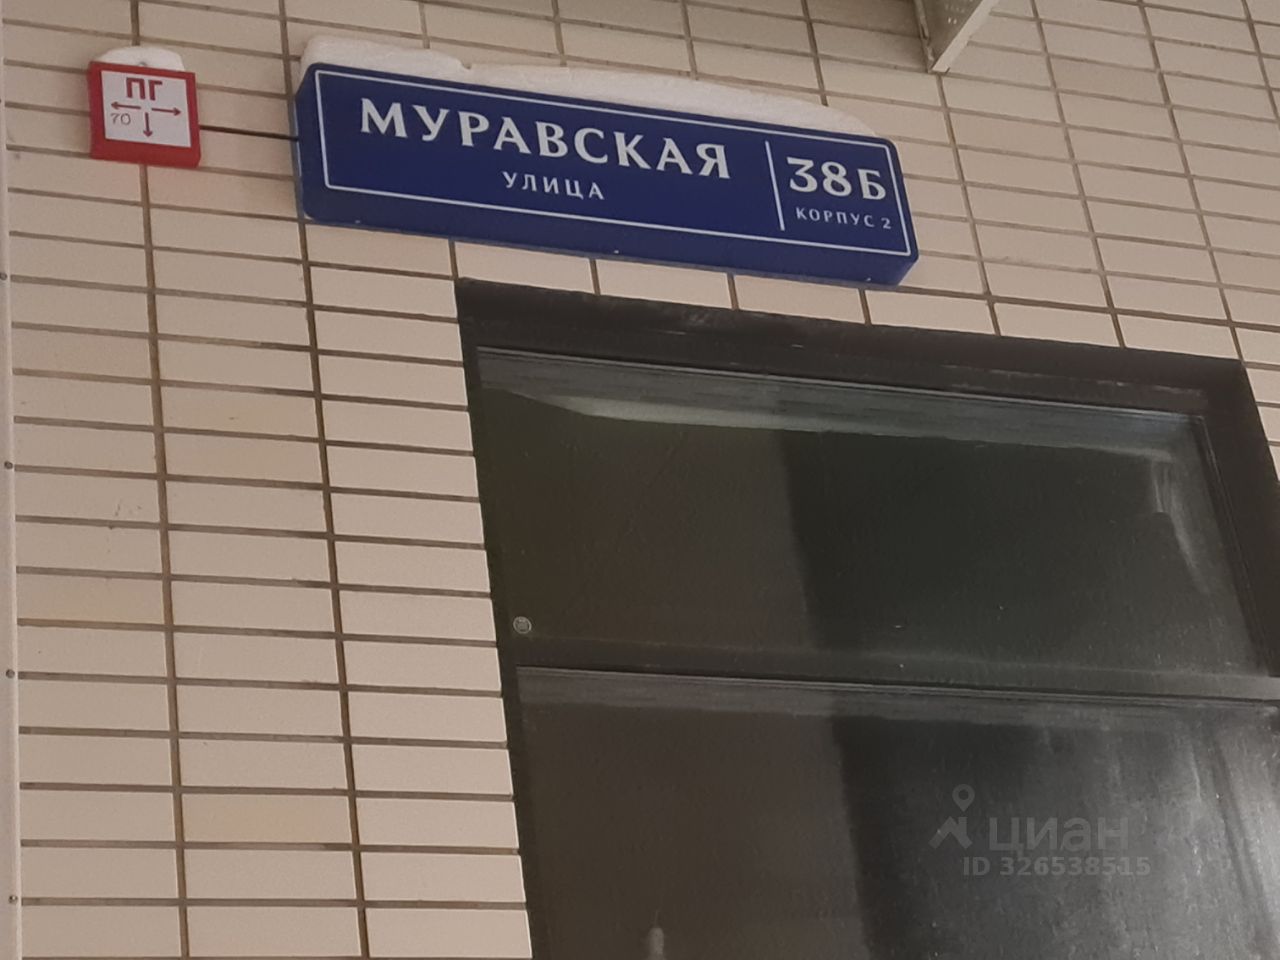 ПГ
70
МУРАВСКАЯ
УЛИЦА
38Б
КОРПУС 2
циан
ID 326538515